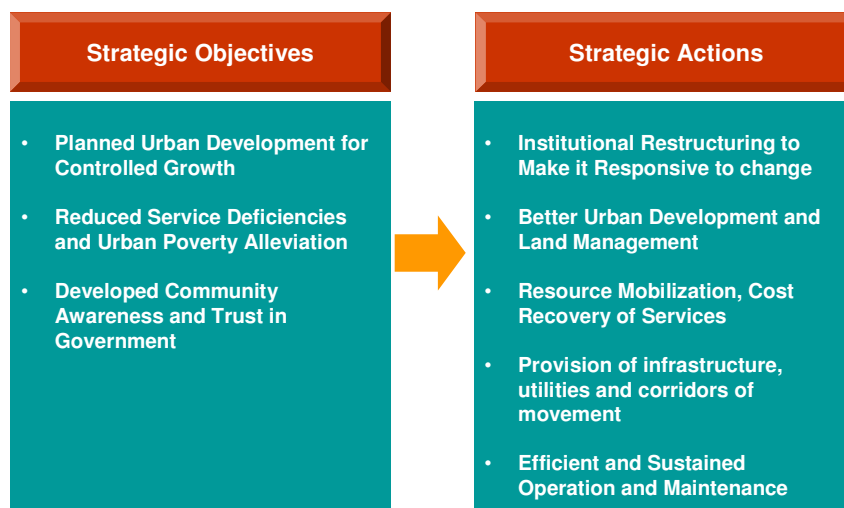 Strategic Objectives
• Planned Urban Development for
Controlled Growth
• Reduced Service Deficiencies
and Urban Poverty Alleviation
• Developed Community
Awareness and Trust in
Government
Strategic Actions
• Institutional Restructuring to
Make it Responsive to change
• Better Urban Development and
Land Management
• Resource Mobilization, Cost
Recovery of Services
• Provision of infrastructure,
utilities and corridors of
movement
• Efficient and Sustained
Operation and Maintenance